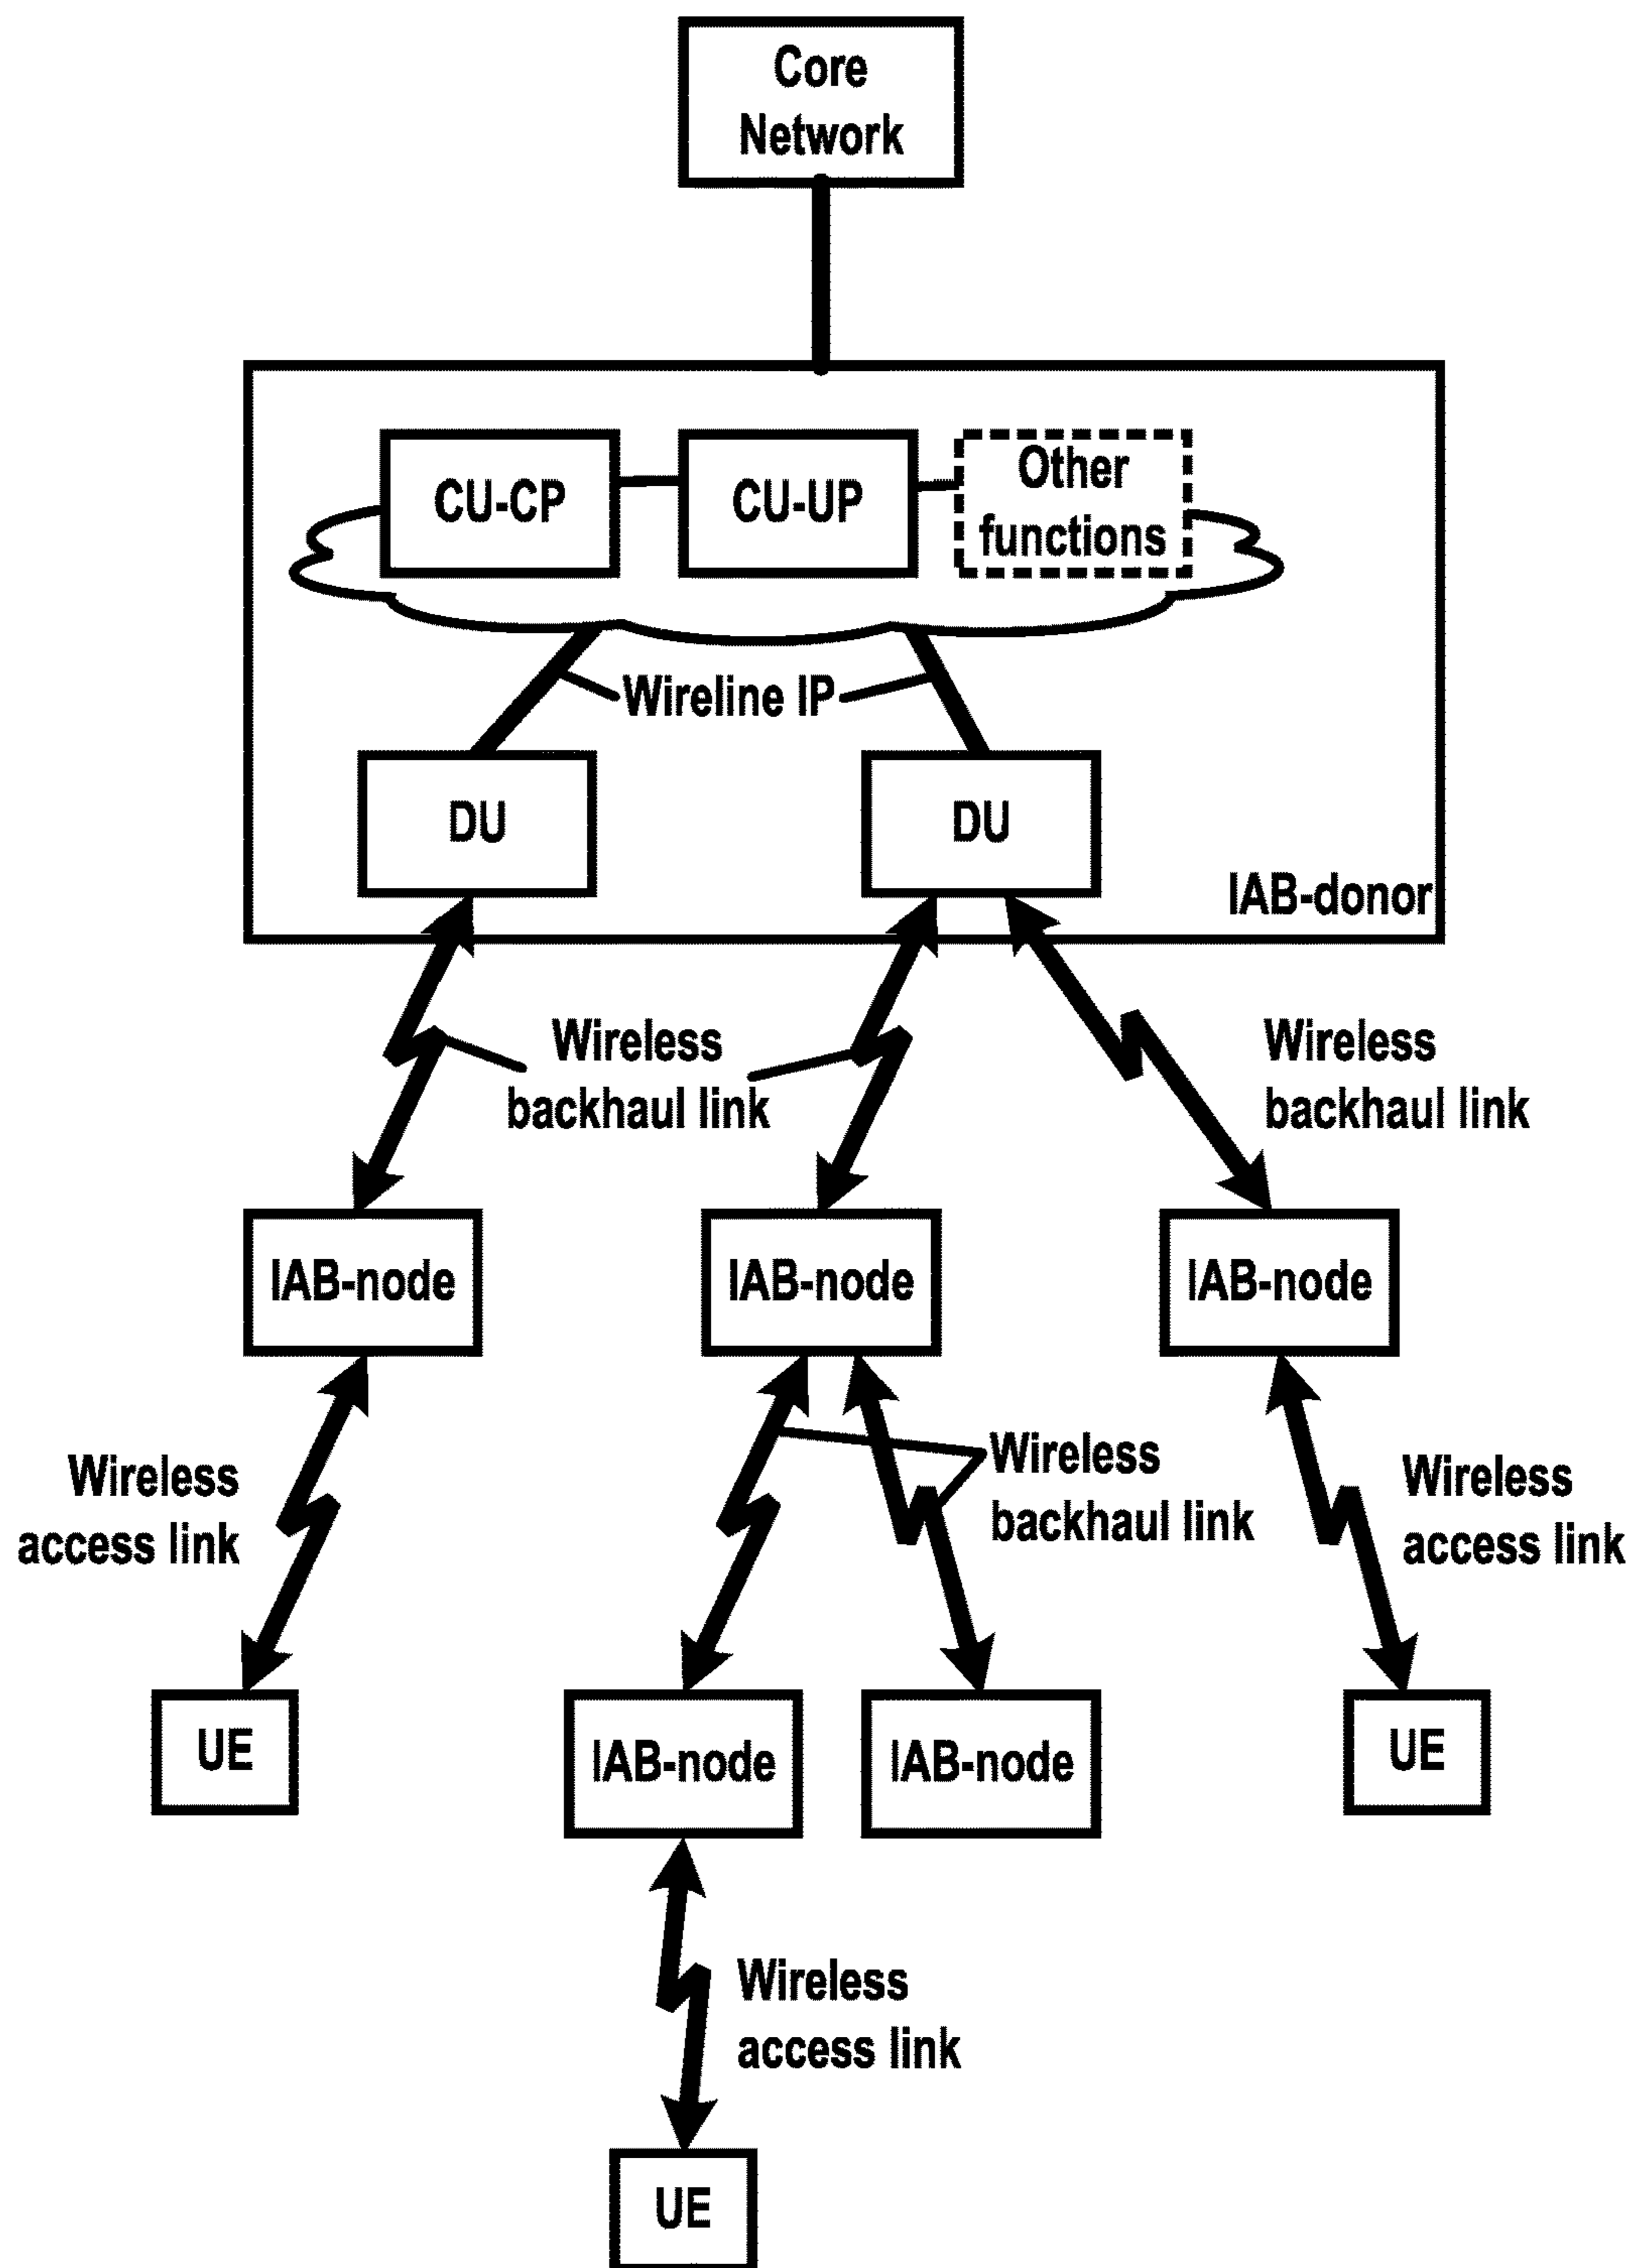 Core
Network
CU-CP
CU-UP
Other
functions
Wireline IP
DU
DU
IAB-donor
Wireless
backhaul link
Wireless
backhaul link
IAB-node
IAB-node
IAB-node
Wireless
access link
Wireless
backhaul link
Wireless
access link
UE
IAB-node
IAB-node
UE
Wireless
access link
UE